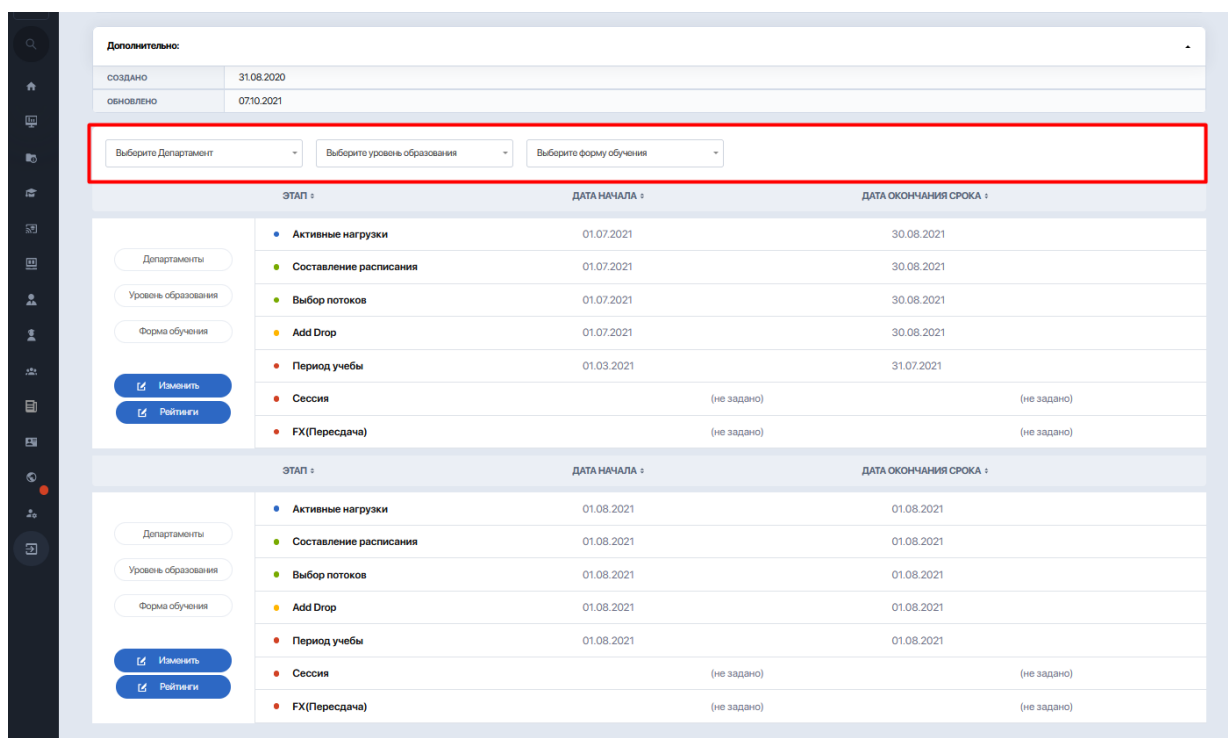 Дополнительно:
СОЗДАНО 31.08.2020
ОБНОВЛЕНО 07.10.2021
Выберите Департамент Выберите уровень образования Выберите форму обучения
ЭТАП ДАТА НАЧАЛА ДАТА ОКОНЧАНИЯ СРОКА
Активные нагрузки 01.07.2021 30.08.2021
Департаменты
Составление расписания 01.07.2021 30.08.2021
Уровень образования
Выбор потоков 01.07.2021 30.08.2021
Форма обучения
Add Drop 01.07.2021 30.08.2021
Период учебы 01.03.2021 31.07.2021
Изменить
Сессия (не задано) (не задано)
Рейтинги
FX(Пересдача) (не задано) (не задано)
ЭТАП ДАТА НАЧАЛА ДАТА ОКОНЧАНИЯ СРОКА
Активные нагрузки 01.08.2021 01.08.2021
Департаменты
Составление расписания 01.08.2021 01.08.2021
Уровень образования
Выбор потоков 01.08.2021 01.08.2021
Форма обучения
Add Drop 01.08.2021 01.08.2021
Период учебы 01.08.2021 01.08.2021
Изменить
Сессия (не задано) (не задано)
Рейтинги
FX(Пересдача) (не задано) (не задано)